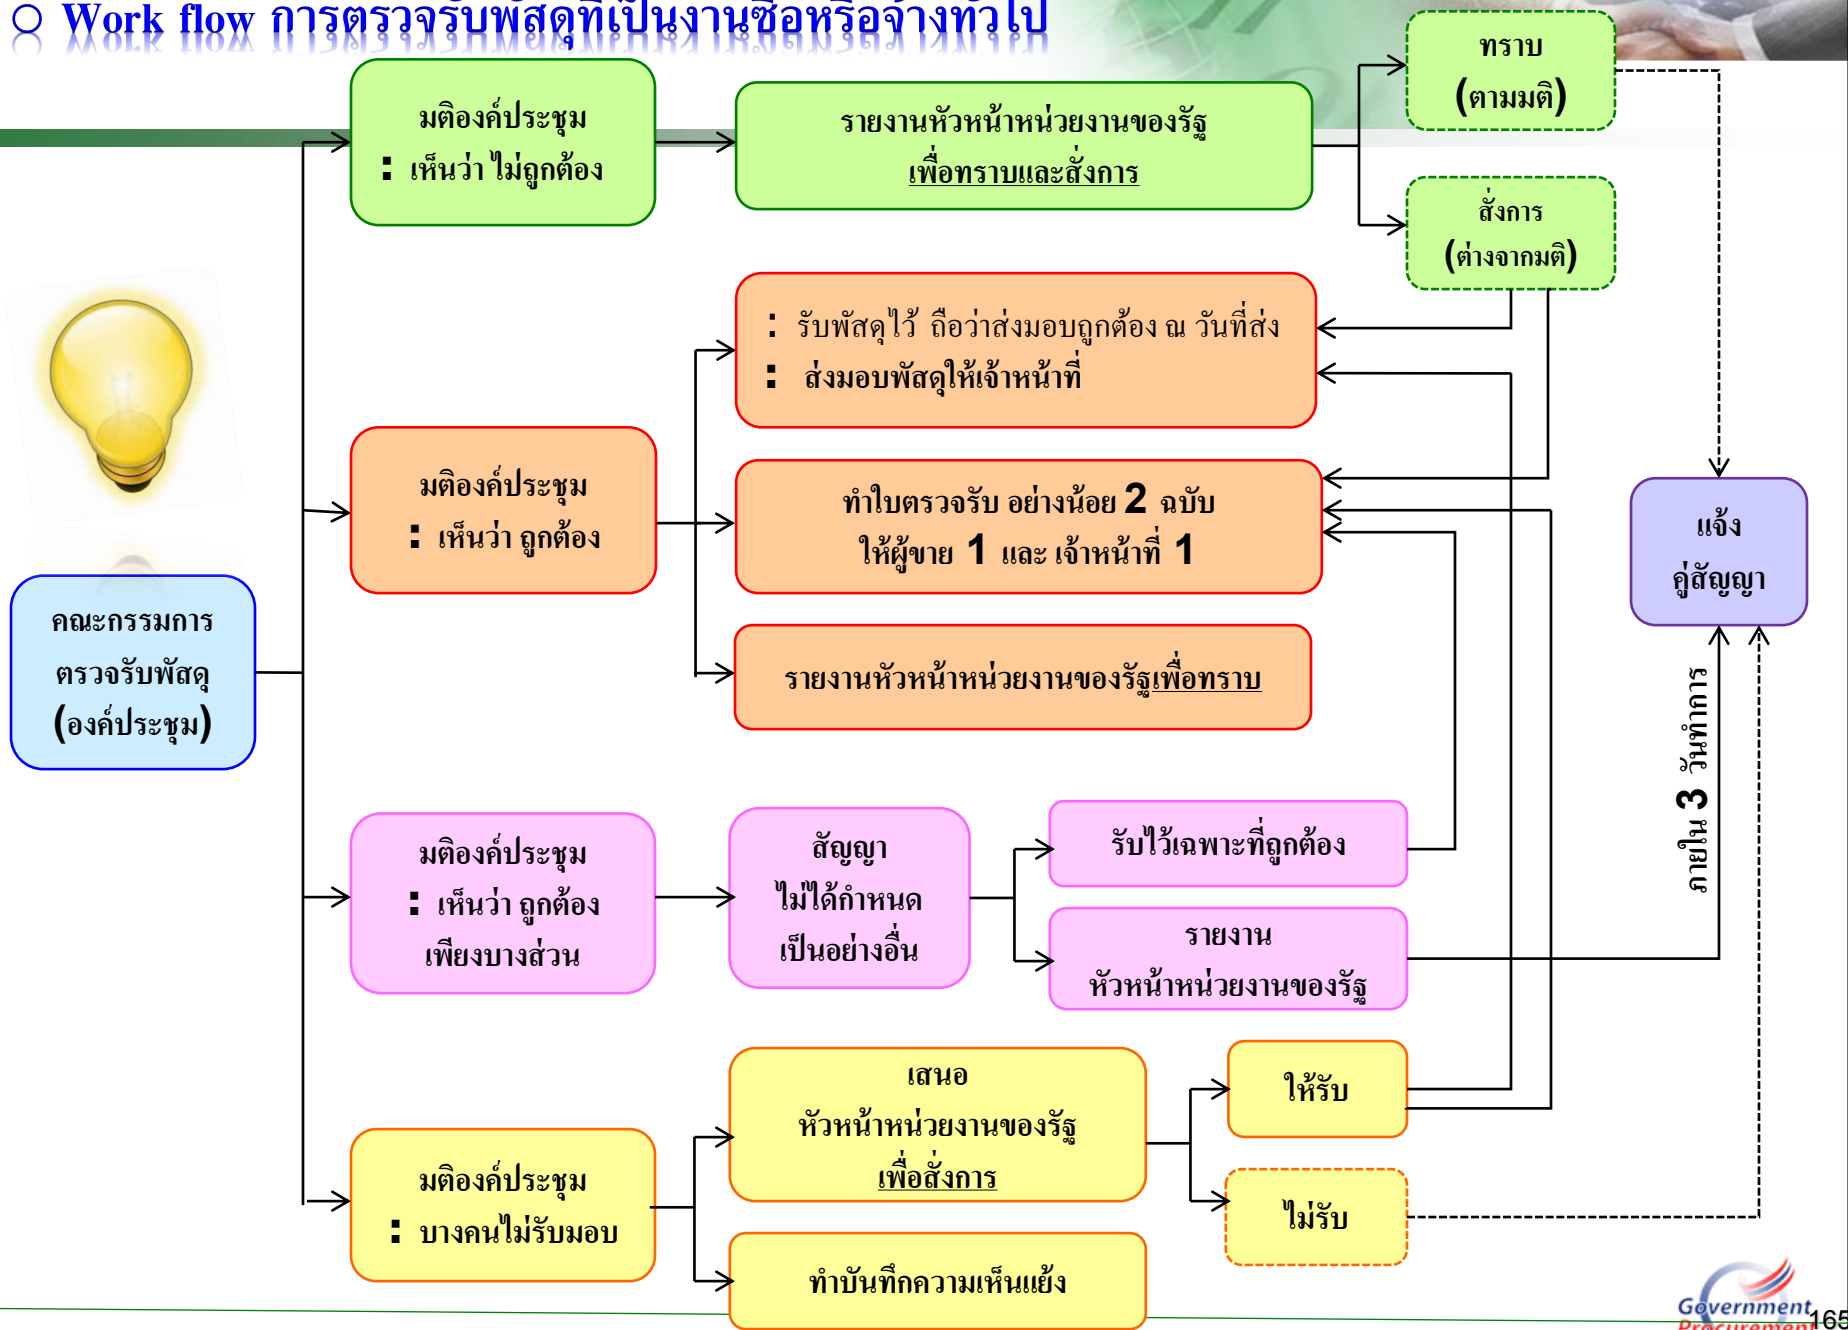 Work flow การตรวจรับพัสดุที่เป็นงานซื้อหรือจ้างทั่วไป
มติองค์ประชุม
: เห็นว่า ไม่ถูกต้อง
รายงานหัวหน้าหน่วยงานของรัฐ
เพื่อทราบและสั่งการ
ทราบ
(ตามมติ)
สั่งการ
(ต่างจากมติ)
: รับพัสดุไว้ ถือว่าส่งมอบถูกต้อง ณ วันที่ส่ง
: ส่งมอบพัสดุให้เจ้าหน้าที่
มติองค์ประชุม
: เห็นว่า ถูกต้อง
ทำใบตรวจรับ อย่างน้อย 2 ฉบับ
ให้ผู้ขาย 1 และ เจ้าหน้าที่ 1
แจ้ง
คู่สัญญา
คณะกรรมการ
ตรวจรับพัสดุ
(องค์ประชุม)
รายงานหัวหน้าหน่วยงานของรัฐเพื่อทราบ
ภายใน 3 วันทำการ
มติองค์ประชุม
: เห็นว่า ถูกต้อง
เพียงบางส่วน
สัญญา
ไม่ได้กำหนด
เป็นอย่างอื่น
รับไว้เฉพาะที่ถูกต้อง
รายงาน
หัวหน้าหน่วยงานของรัฐ
มติองค์ประชุม
: บางคนไม่รับมอบ
เสนอ
หัวหน้าหน่วยงานของรัฐ
เพื่อสั่งการ
ให้รับ
ไม่รับ
ทำบันทึกความเห็นแย้ง
Government
Procurement
165